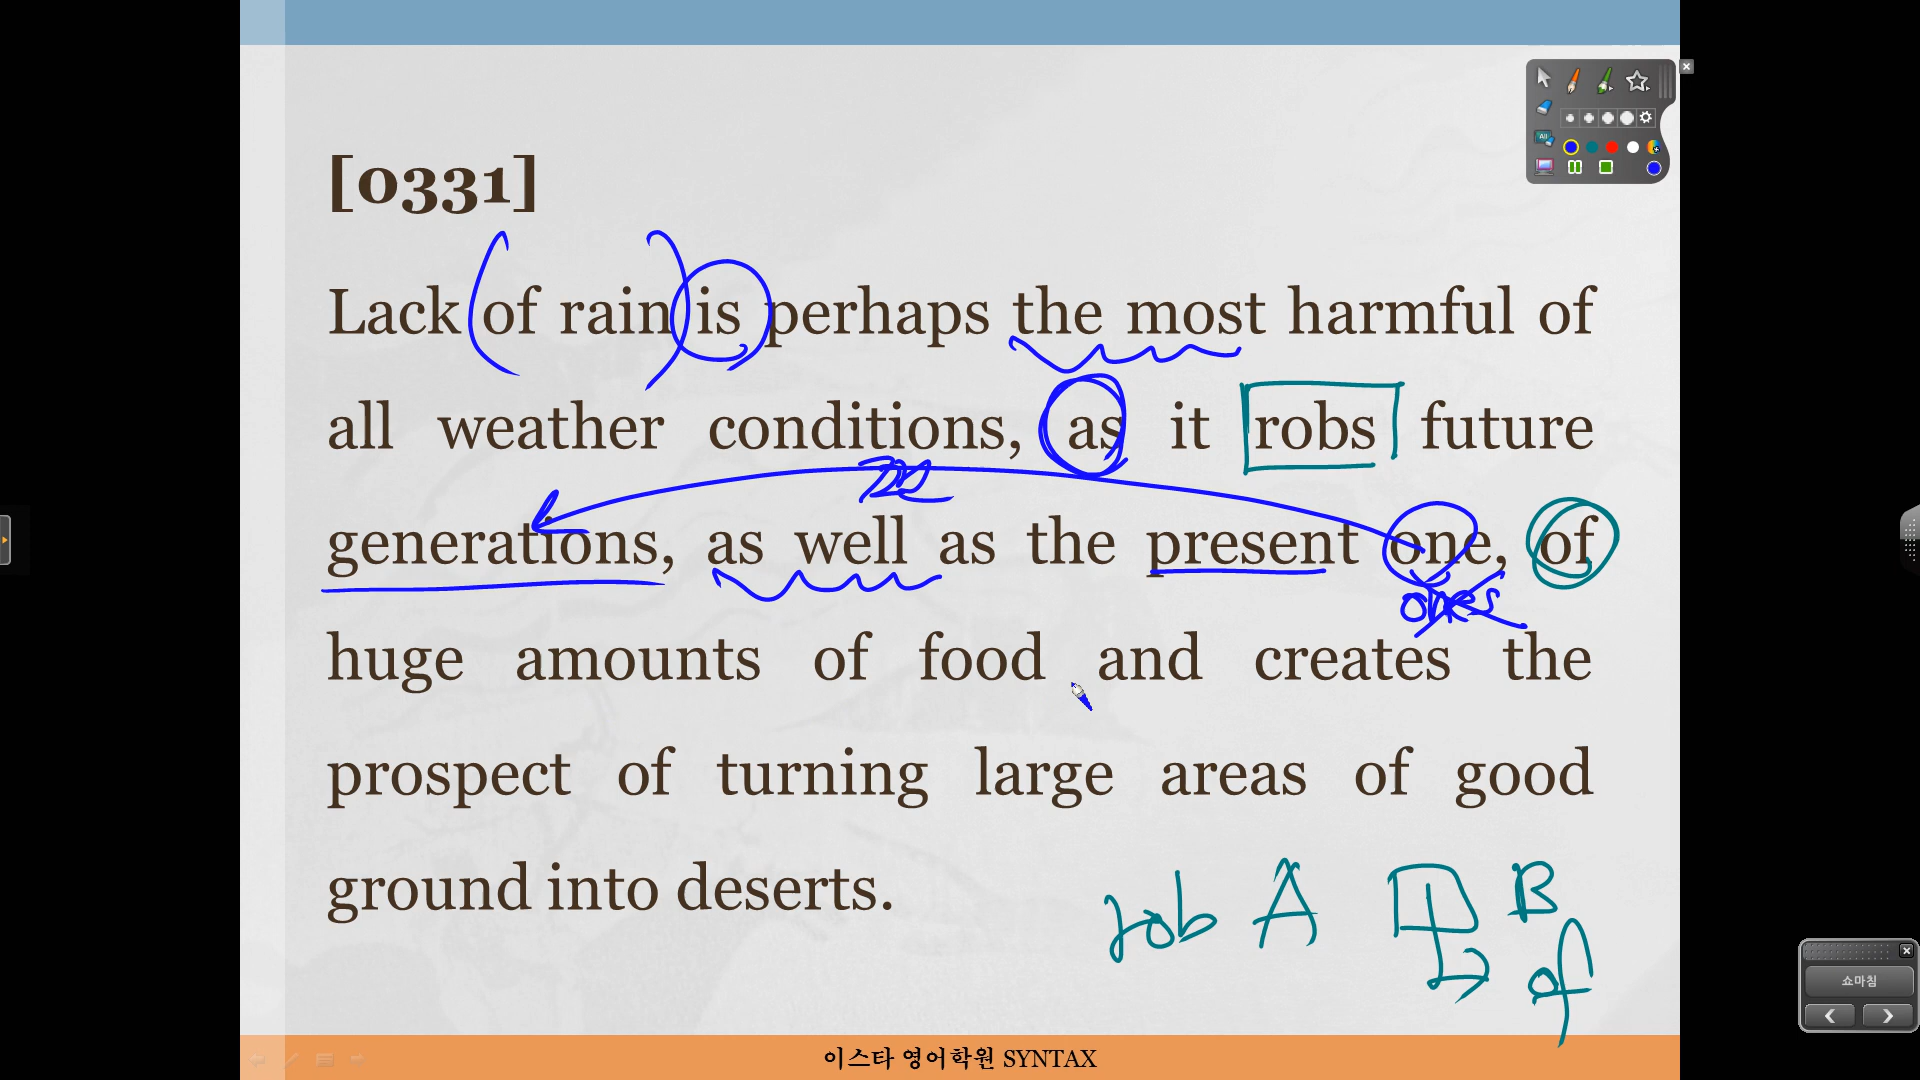 [0331]
Lack of rain is perhaps the most harmful of
all weather conditions, as it robs future
generations, as well as the present one, of
ones
huge amounts of food and creates the
prospect of turning large areas of good
ground into deserts.
rob A B
of
쇼마침
이스타 영어학원 SYNTAX